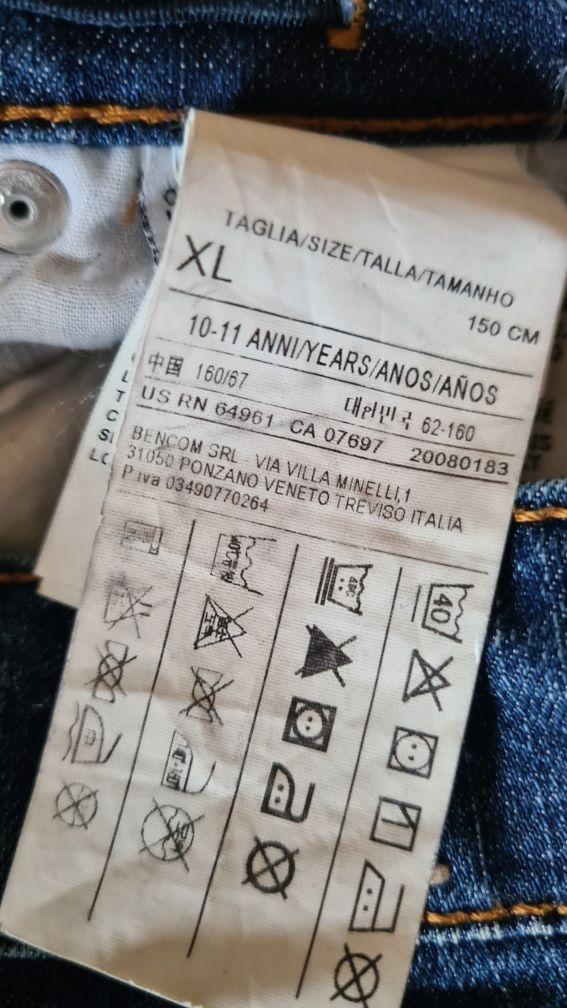 TAGLIA/SIZE/TALLA/TAMANHO
XL
150 CM
10-11 ANNI/YEARS/ANOS/AÑOS
中国 160/67 대한민국 62-160
US RN 64961 CA 07697 20080183
BENCOM SRL - VIA VILLA MINELLI,1
31050 PONZANO VENETO TREVISO ITALIA
P.iva 03490770264
40